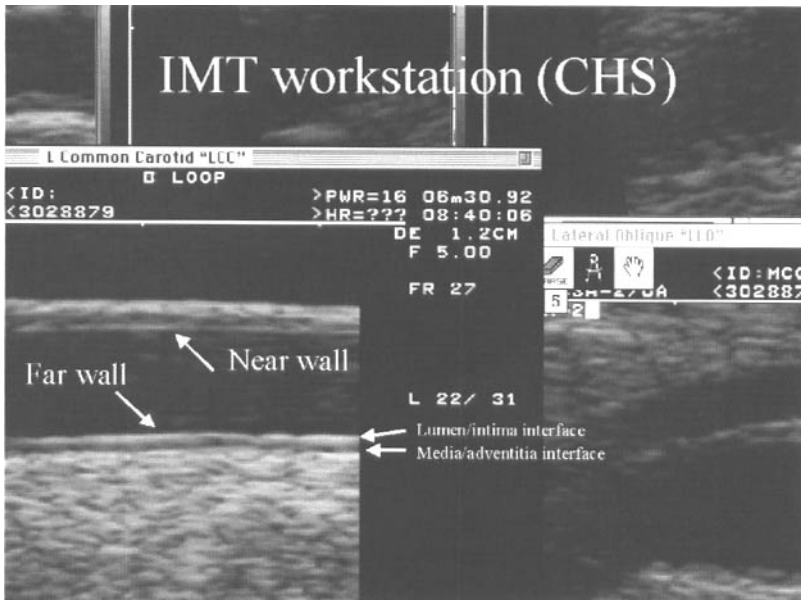 IMT workstation (CHS)
L Common Carotid "LCC"
B LOOP
<ID:
>PWR=16 06m30.92
<3028879
>HR=??? 08:40:06
DE 1.2CM
F 5.00
FR 27
L 22/ 31
Near wall
Far wall
Lumen/intima interface
Media/adventitia interface
Lateral Oblique "LLO"
<ID:MCC
<302887
5
2